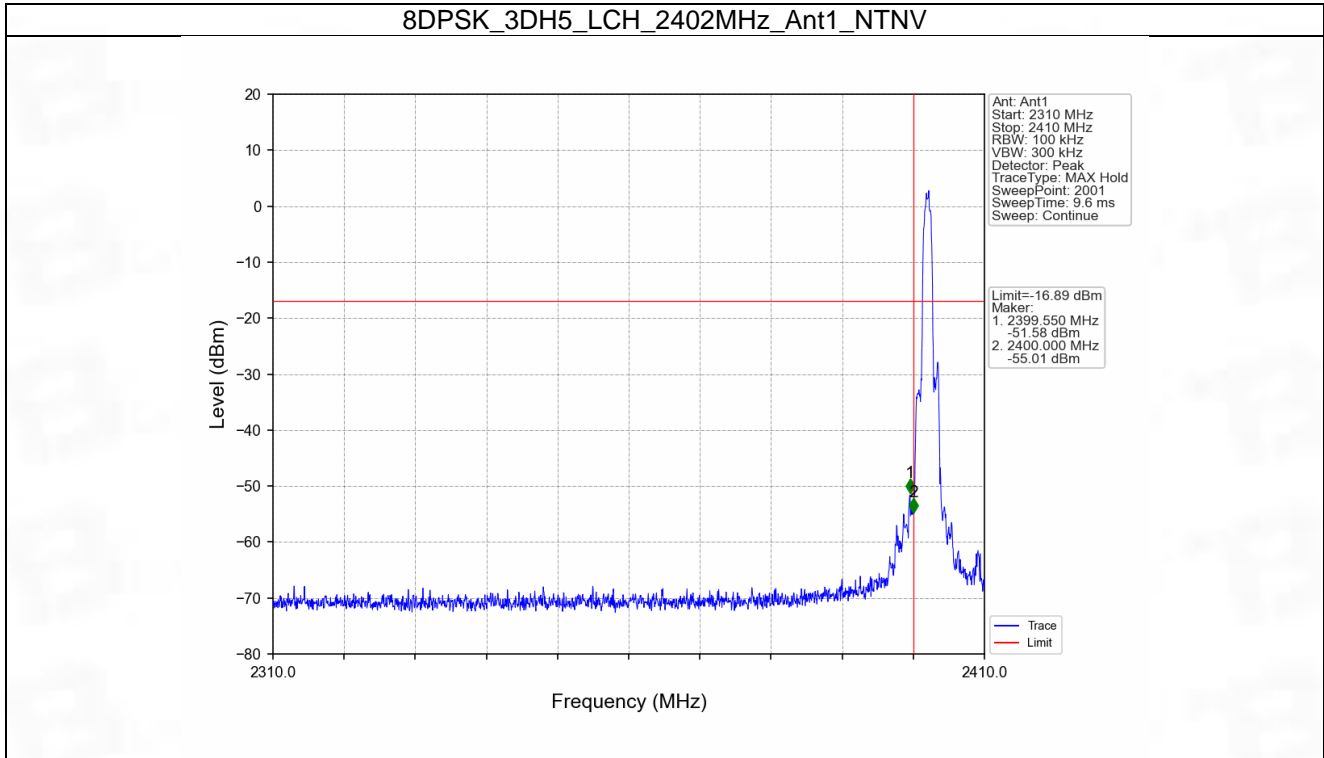 8DPSK_3DH5_LCH_2402MHz_Ant1_NTNV
20
10
0
−10
−20
−30
−40
−50
−60
−70
−80
Level (dBm)
1
2
2310.0
2410.0
Frequency (MHz)
Ant: Ant1
Start: 2310 MHz
Stop: 2410 MHz
RBW: 100 kHz
VBW: 300 kHz
Detector: Peak
TraceType: MAX Hold
SweepPoint: 2001
SweepTime: 9.6 ms
Sweep: Continue
Limit=-16.89 dBm
Maker:
1. 2399.550 MHz
-51.58 dBm
2. 2400.000 MHz
-55.01 dBm
Trace
Limit